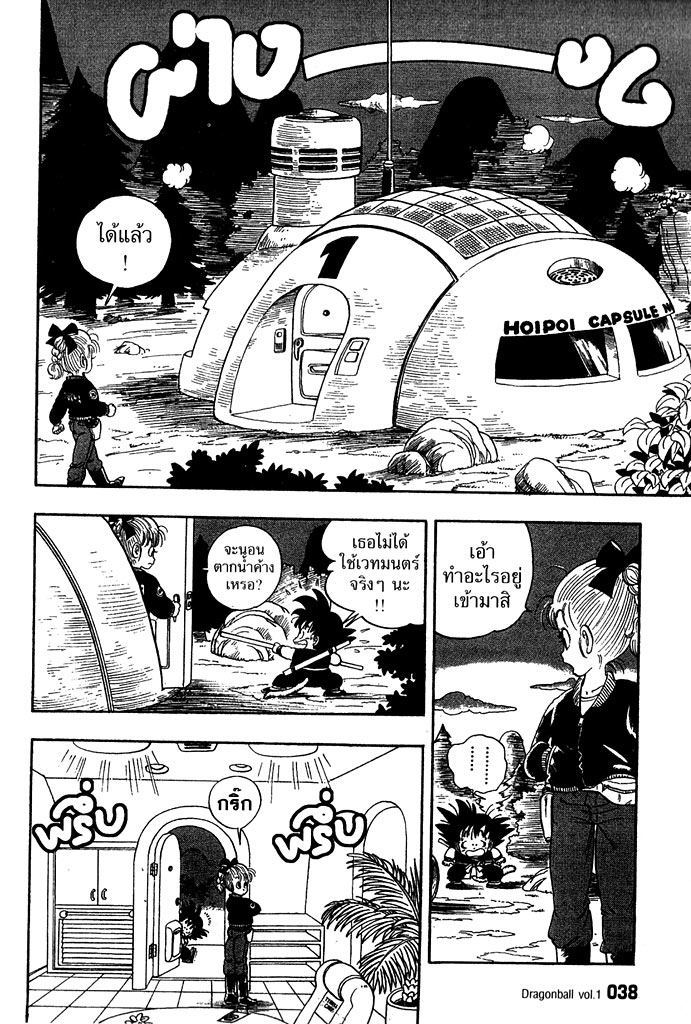 ผ่าง
ได้แล้ว
!
1
HOIPOI CAPSULE
เอ้า
ทำอะไรอยู่
เข้ามาสิ
.......
เธอไม่ได้
ใช้เวทมนตร์
จริงๆ นะ
!!
จะนอน
ตากน้ำค้าง
เหรอ?
พรึ่บ
กริ๊ก
พรึ่บ
Dragonball vol.1 038